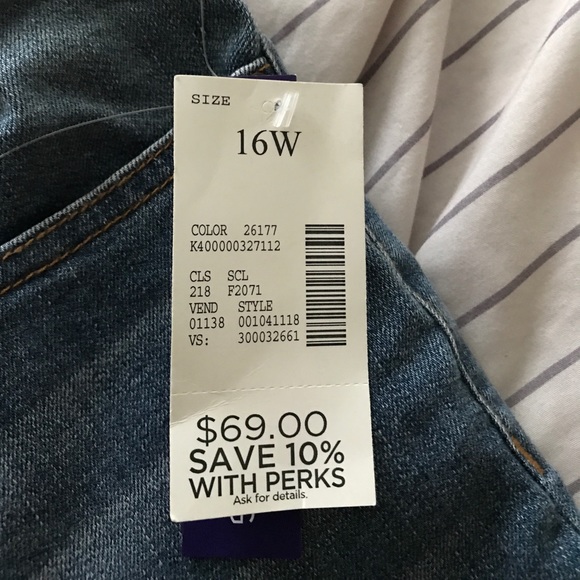 SIZE
16W
COLOR 26177
K400000327112
CLS SCL
218 F2071
VEND STYLE
01138 001041118
VS: 300032661
$69.00
SAVE 10%
WITH PERKS
Ask for details.